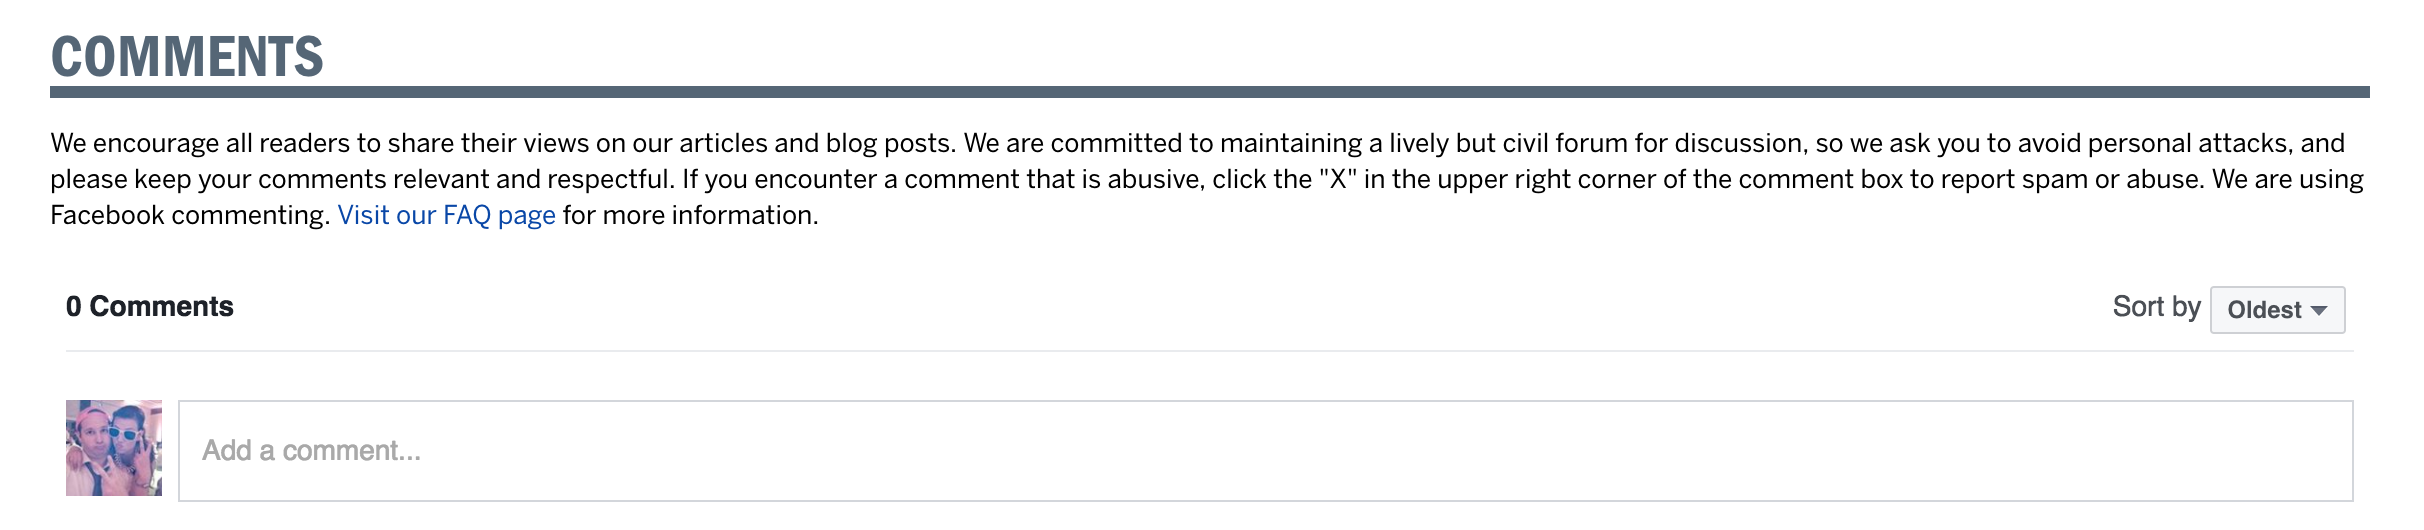 COMMENTS
We encourage all readers to share their views on our articles and blog posts. We are committed to maintaining a lively but civil forum for discussion, so we ask you to avoid personal attacks, and
please keep your comments relevant and respectful. If you encounter a comment that is abusive, click the "X" in the upper right corner of the comment box to report spam or abuse. We are using
Facebook commenting. Visit our FAQ page for more information.
0 Comments
Sort by Oldest
Add a comment...